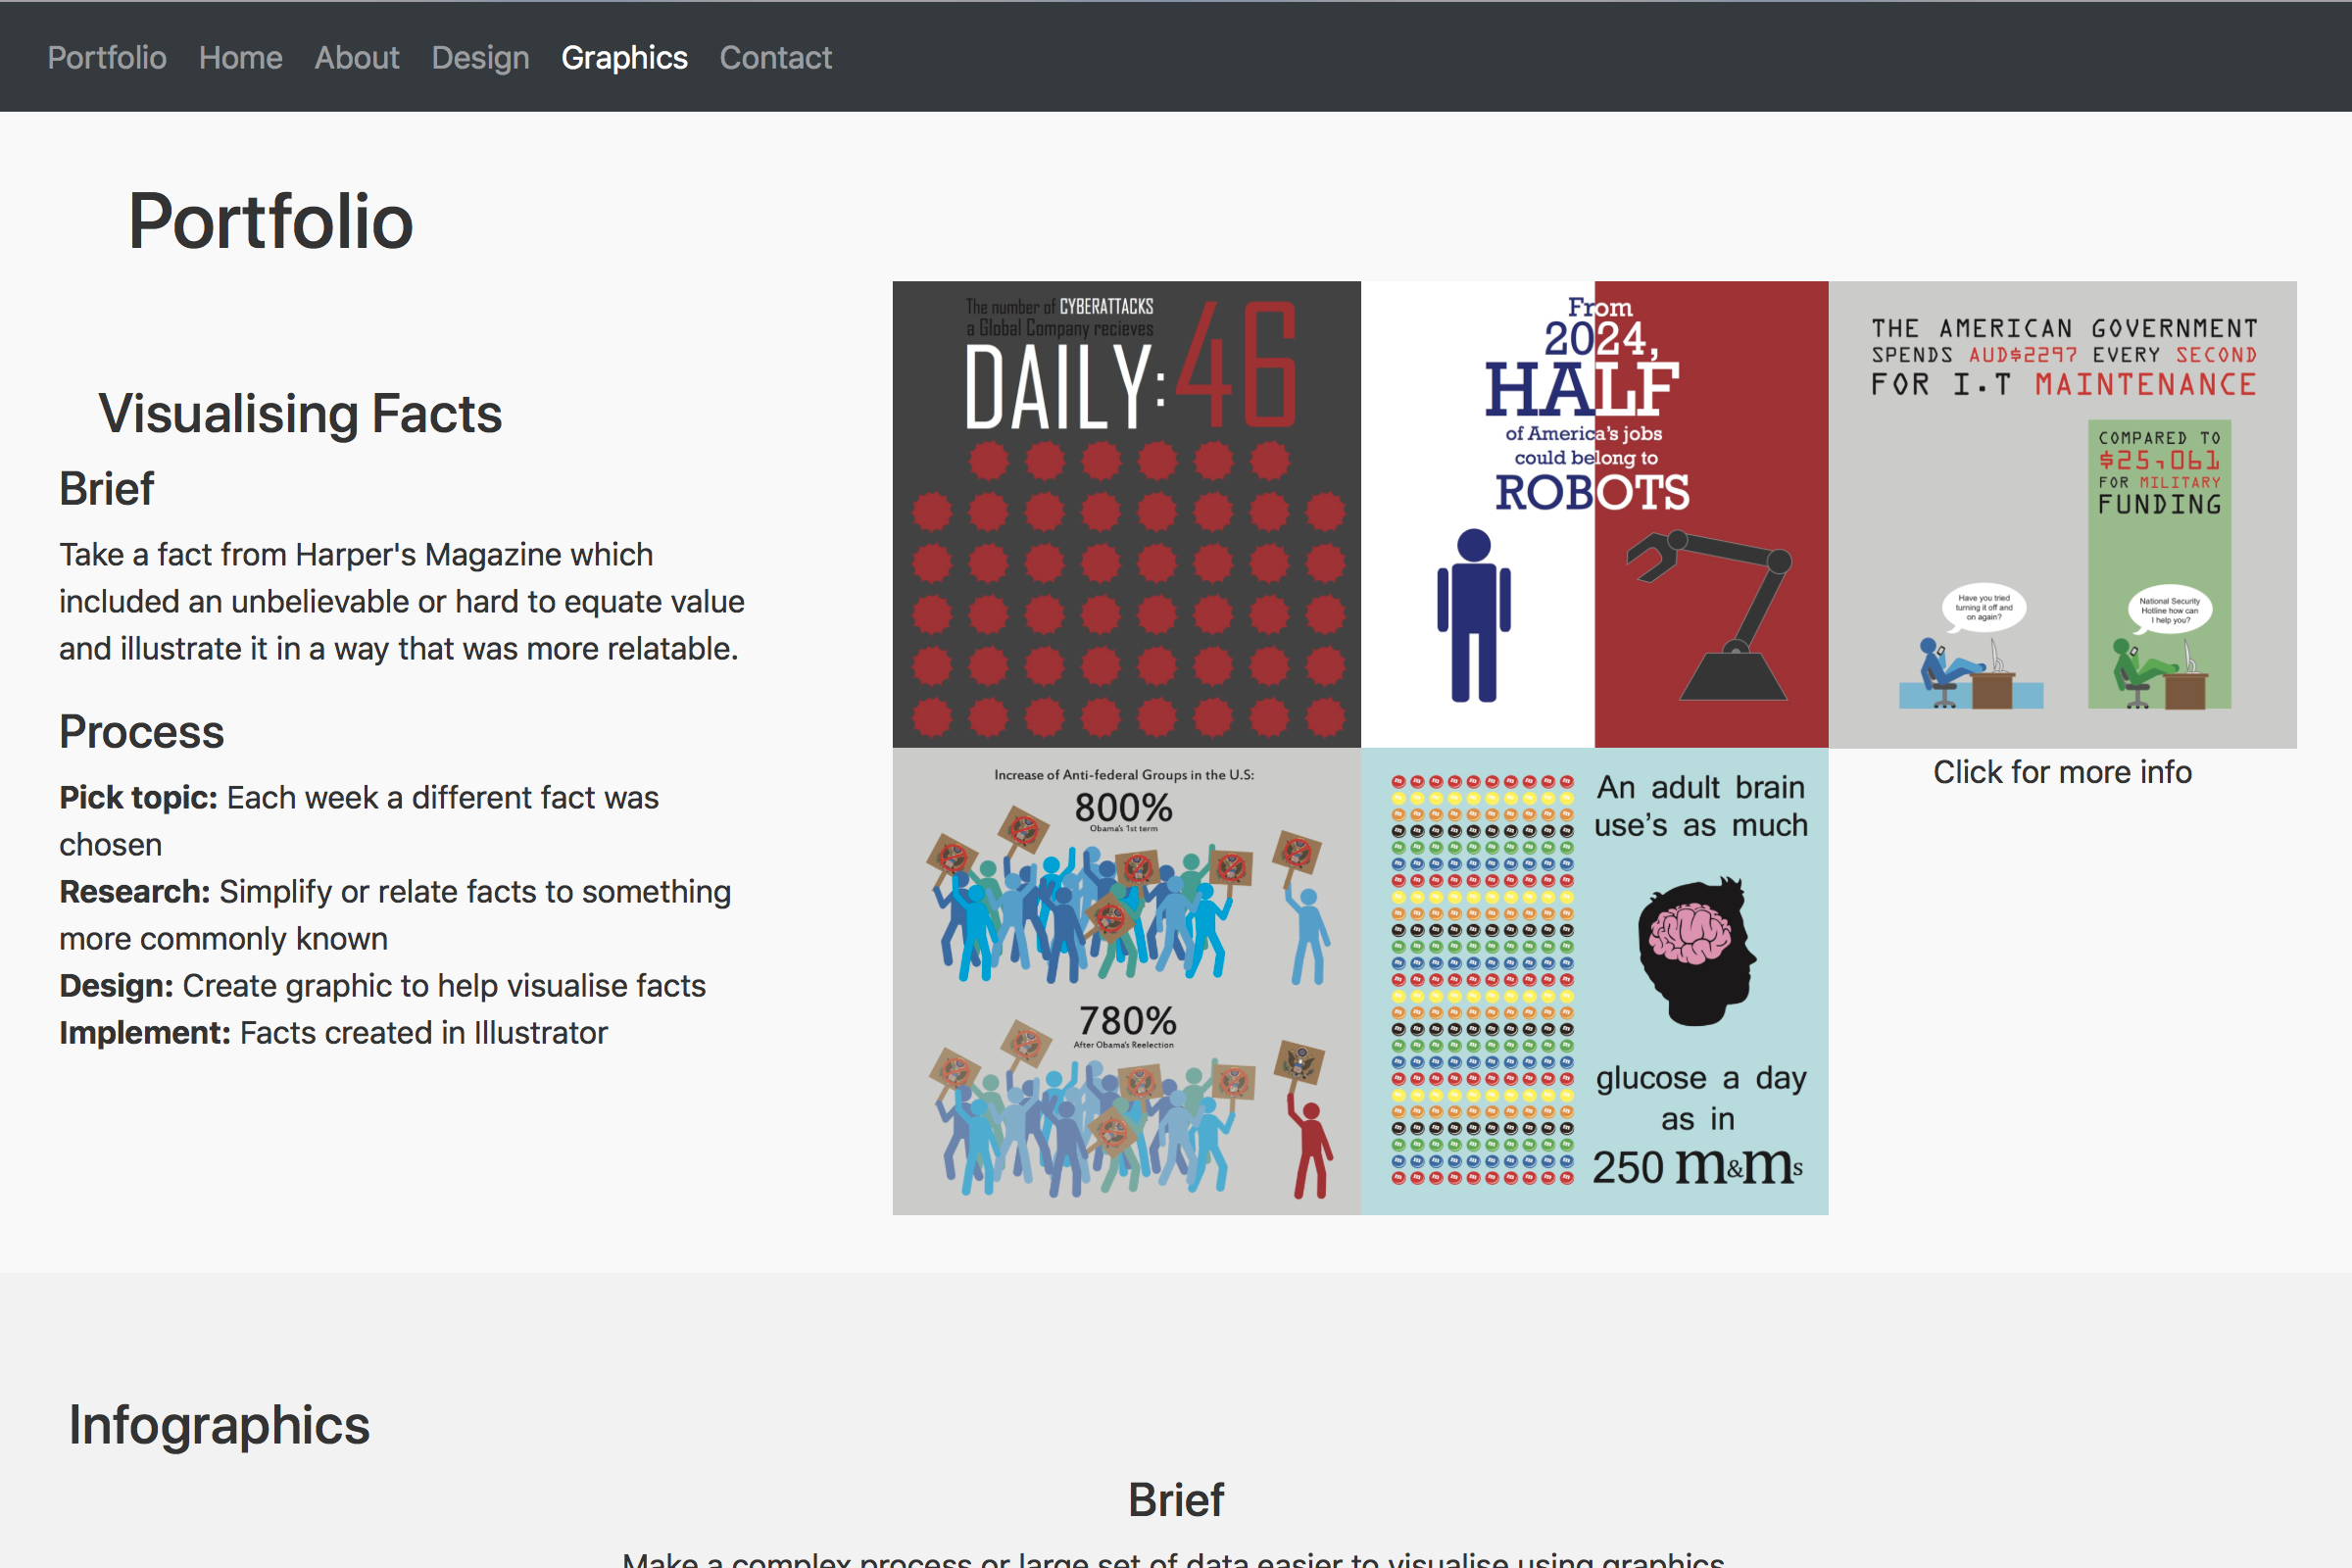 Portfolio Home About Design Graphics Contact
Portfolio
Visualising Facts
Brief
Take a fact from Harper's Magazine which
included an unbelievable or hard to equate value
and illustrate it in a way that was more relatable.
Process
Pick topic: Each week a different fact was
chosen
Research: Simplify or relate facts to something
more commonly known
Design: Create graphic to help visualise facts
Implement: Facts created in Illustrator
The number of CYBERATTACKS
a Global Company recieves
DAILY: 46
From
2024,
HALF
of America's jobs
could belong to
ROBOTS
THE AMERICAN GOVERNMENT
SPENDS AUD$2297 EVERY SECOND
FOR I.T MAINTENANCE
COMPARED TO
$25,061
FOR MILITARY
FUNDING
Have you tried
turning it off and
on again?
National Security
Hotline how can
I help you?
Click for more info
Increase of Anti-federal Groups in the U.S:
800%
Obama's 1st term
780%
After Obama's Reelection
An adult brain
use's as much
glucose a day
as in
250 m&ms
Infographics
Brief
Make a complex process or large set of data easier to visualise using graphics